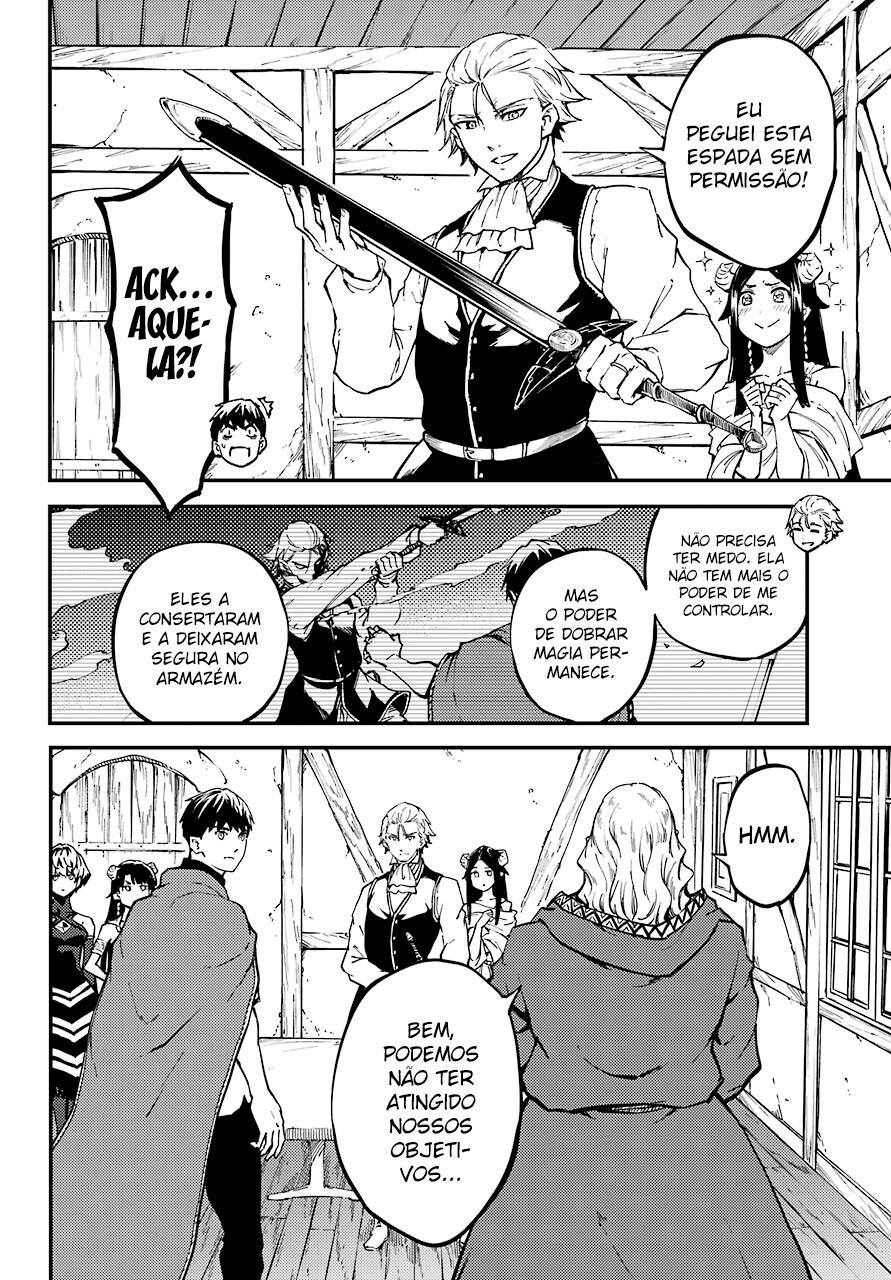 EU
PEGUEI ESTA
ESPADA SEM
PERMISSÃO!
ACK...
AQUE-
LA?!
NÃO PRECISA
TER MEDO. ELA
NÃO TEM MAIS O
PODER DE ME
CONTROLAR.
MAS
O PODER
DE DOBRAR
MAGIA PER-
MANECE.
ELES A
CONSERTARAM
E A DEIXARAM
SEGURA NO
ARMAZÉM.
HMM.
BEM,
PODEMOS
NÃO TER
ATINGIDO
NOSSOS
OBJETI-
VOS...